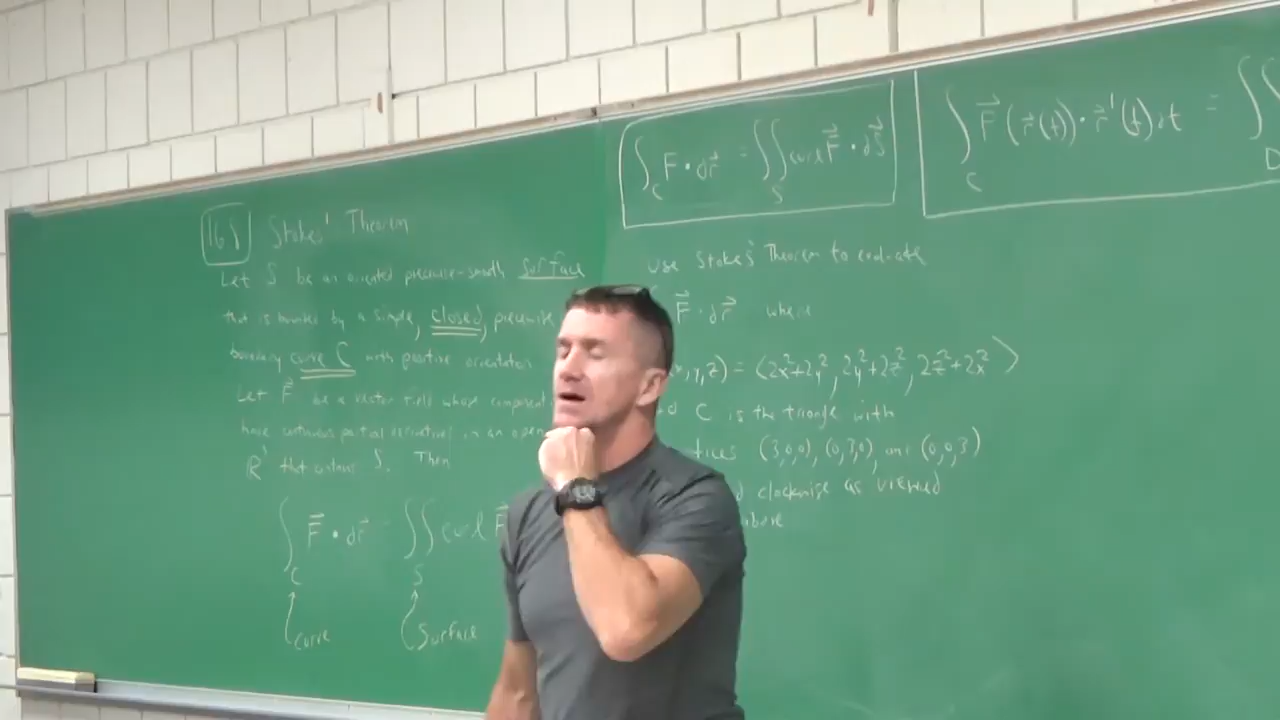 16.8 Stokes' Theorem
Let S be an oriented piecewise-smooth surface
that is bounded by a simple, closed, piecewise
boundary curve C with positive orientation
Let F⃗ be a vector field whose component
have continuous partial derivatives in an open
ℝ³ that contains S. Then
∫_C F⃗ · dr⃗ = ∬_S curl F⃗
Curve Surface
∫_C F · dr⃗ = ∬_S curl F⃗ · dS⃗
∫_C F⃗(r⃗(t)) · r⃗'(t) dt = ∬_D
Use Stokes' Theorem to evaluate
F⃗ · dr⃗ where
,y,z) = ⟨2x²+2y², 2y²+2z², 2z²+2x²⟩
d C is the triangle with
tices (3,0,0), (0,3,0), and (0,0,3)
d clockwise as viewed
above